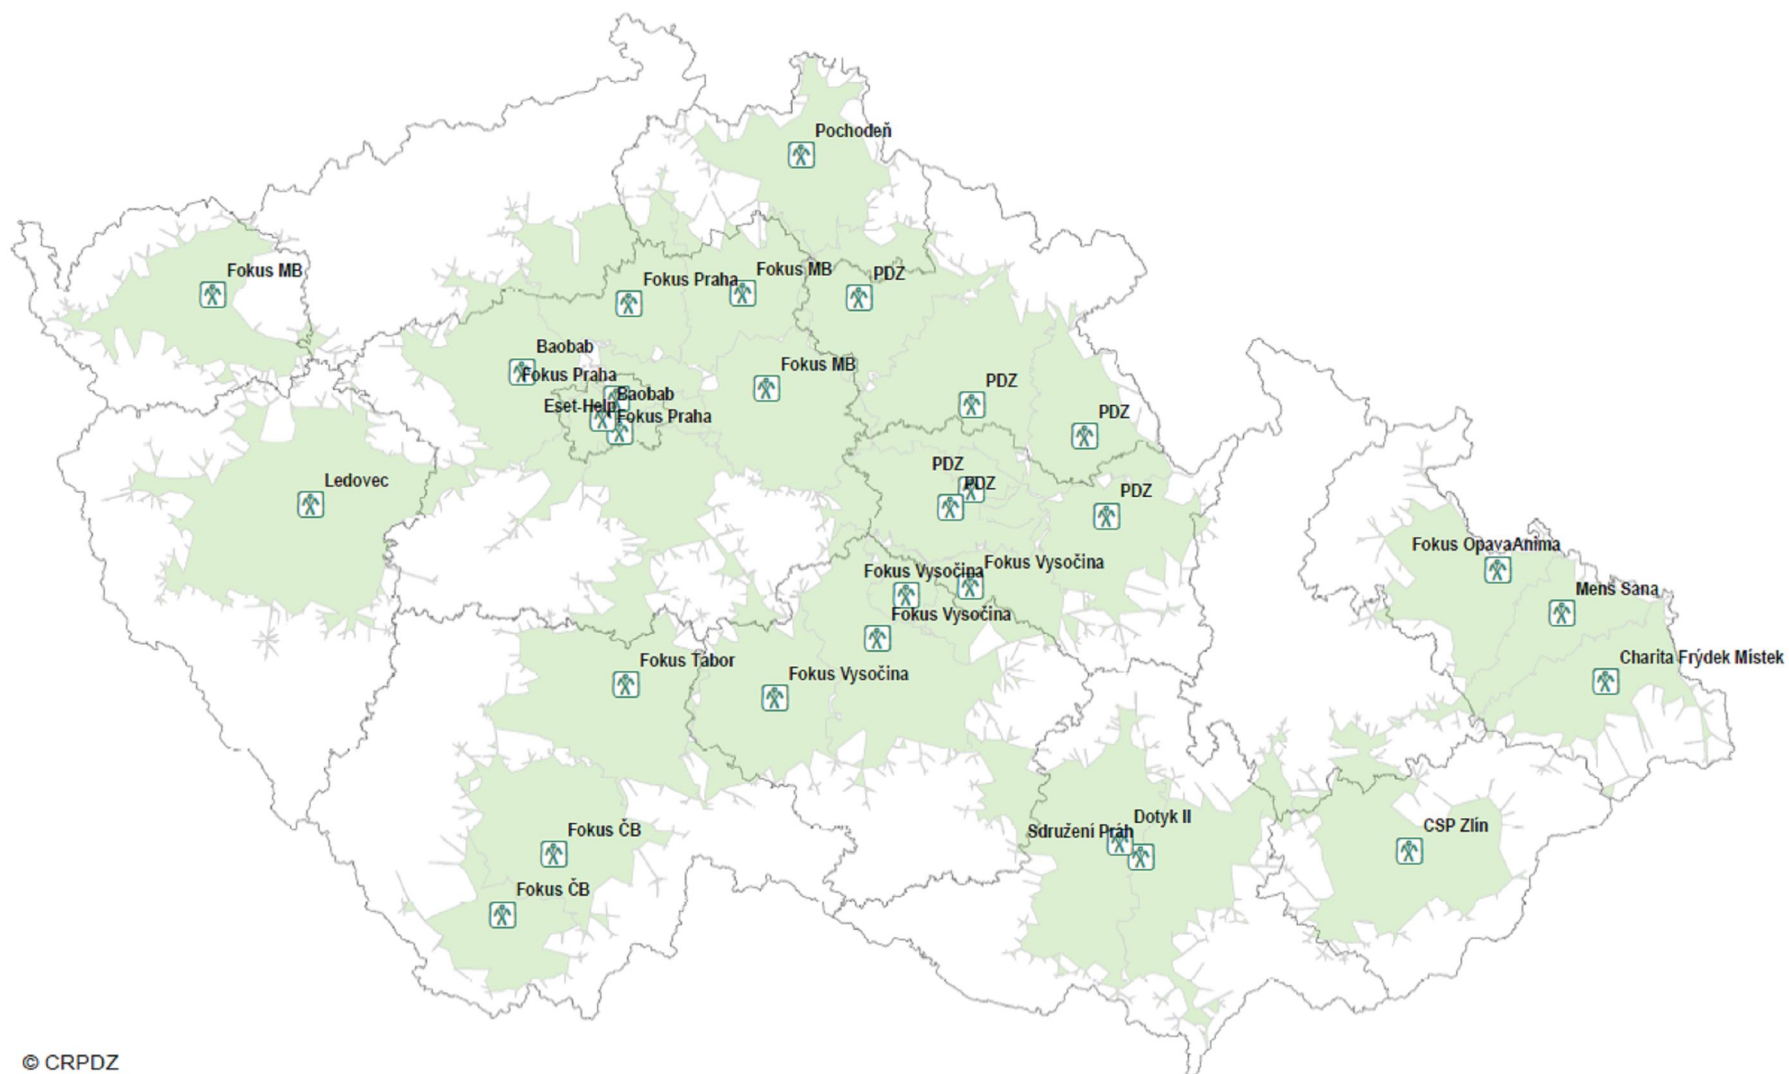 Pochodeň
Fokus MB
Fokus Praha
Fokus MB
PDZ
Baobab
Fokus Praha
Fokus MB
Baobab
Eset-Help
Fokus Praha
PDZ
PDZ
Ledovec
PDZ
PDZ
PDZ
Fokus OpavaAnima
Fokus Vysočina
Fokus Vysočina
Mens Sana
Fokus Vysočina
Fokus Tábor
Fokus Vysočina
Charita Frýdek Místek
Fokus ČB
Sdružení Práh
Dotyk II
CSP Zlín
Fokus ČB
© CRPDZ